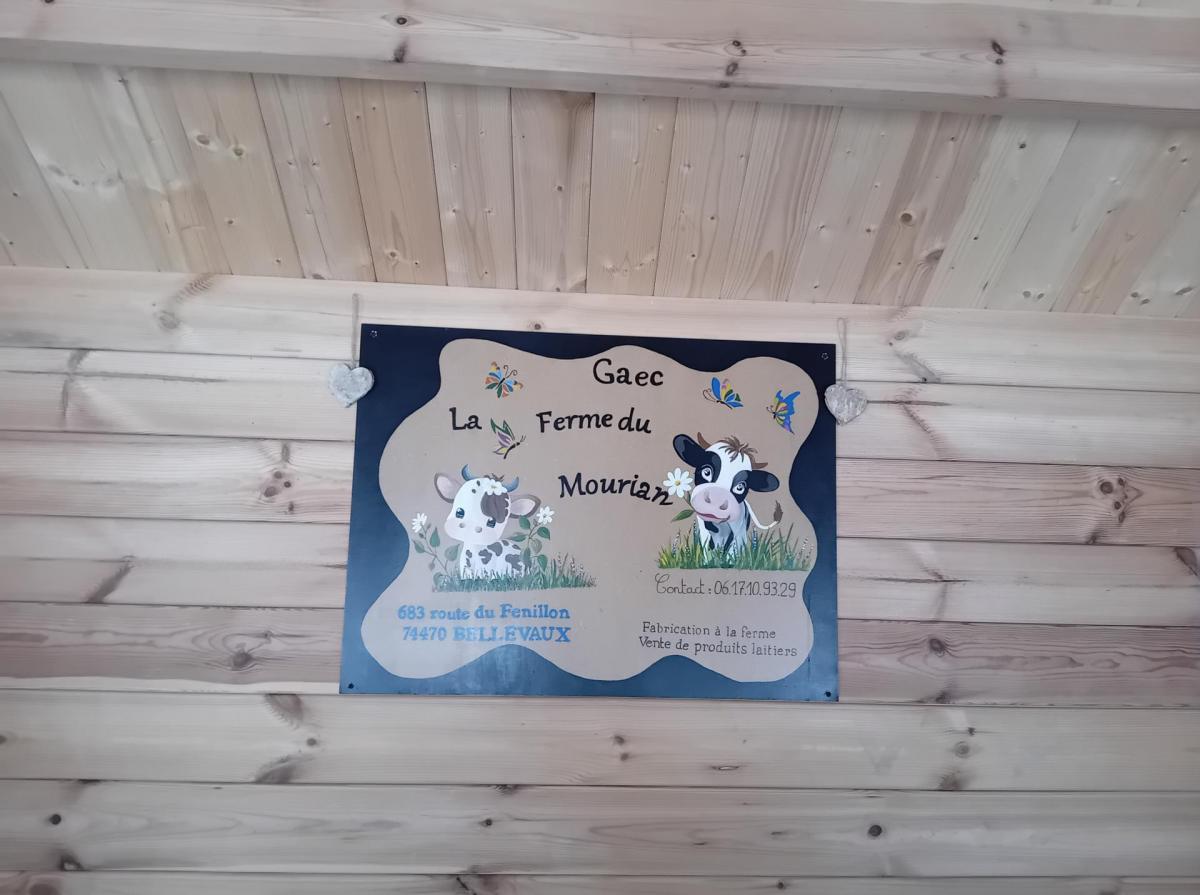 Gaec
La Ferme du
Mourian
683 route du Fenillon
74470 BELLEVAUX
Contact : 06.17.10.93.29
Fabrication à la ferme
Vente de produits laitiers